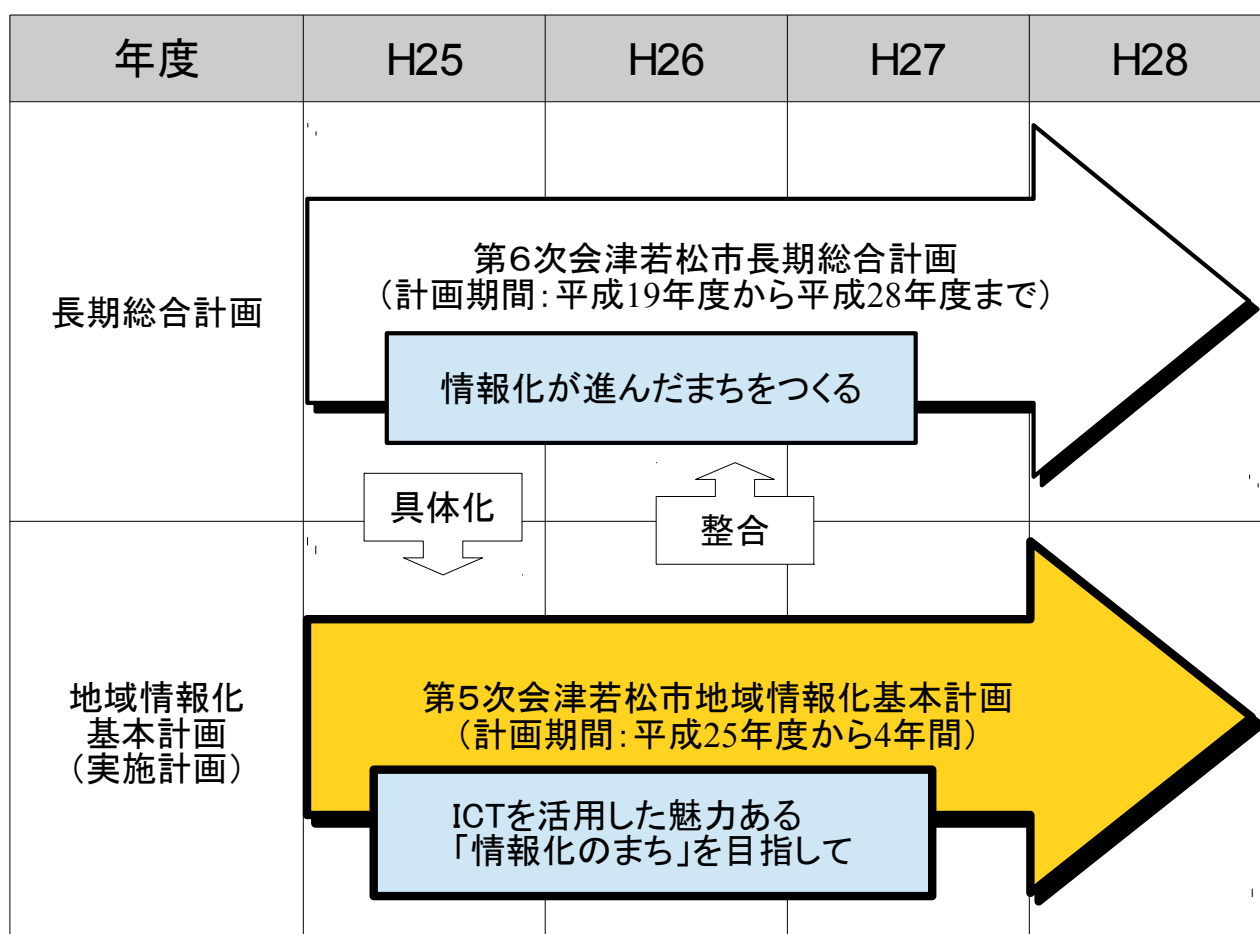 年度
H25
H26
H27
H28
長期総合計画
第６次会津若松市長期総合計画
（計画期間：平成19年度から平成28年度まで）
情報化が進んだまちをつくる
具体化
整合
地域情報化
基本計画
（実施計画）
第５次会津若松市地域情報化基本計画
（計画期間：平成25年度から4年間）
ICTを活用した魅力ある
「情報化のまち」を目指して